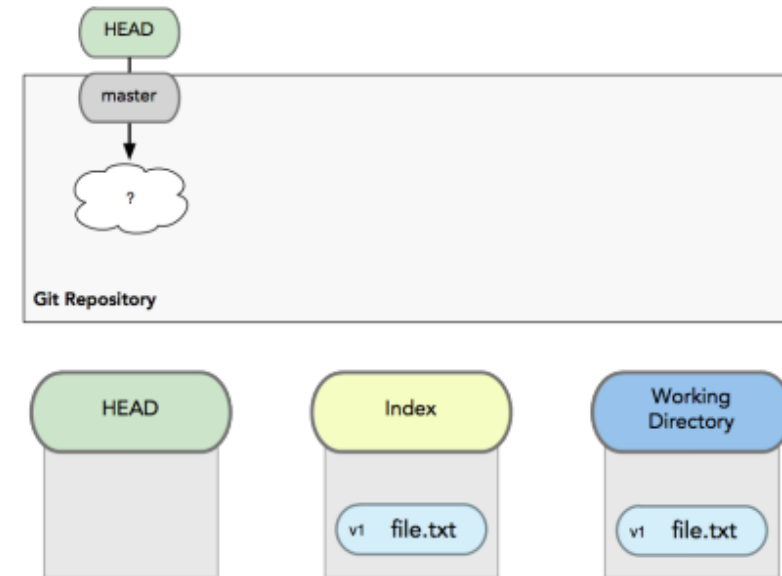 HEAD
master
?
Git Repository
HEAD
Index
Working
Directory
v1 file.txt
v1 file.txt